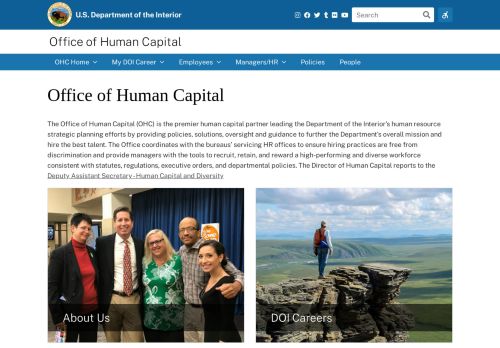 U.S. Department of the Interior
Search
Office of Human Capital
OHC Home My DOI Career Employees Managers/HR Policies People
Office of Human Capital
The Office of Human Capital (OHC) is the premier human capital partner leading the Department of the Interior's human resource
strategic planning efforts by providing policies, solutions, oversight and guidance to further the Department's overall mission and
hire the best talent. The Office coordinates with the bureaus' servicing HR offices to ensure hiring practices are free from
discrimination and provide managers with the tools to recruit, retain, and reward a high-performing and diverse workforce
consistent with statutes, regulations, executive orders, and departmental policies. The Director of Human Capital reports to the
Deputy Assistant Secretary - Human Capital and Diversity
About Us
DOI Careers